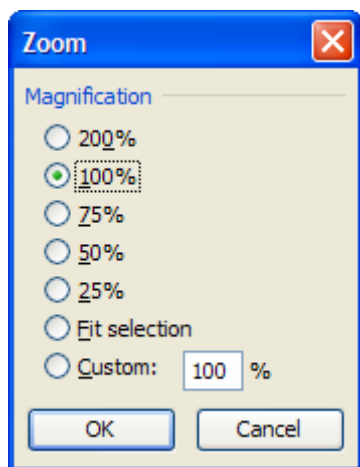 Zoom
Magnification
200%
100%
75%
50%
25%
Fit selection
Custom: 100 %
OK Cancel